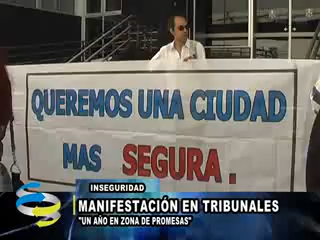 QUEREMOS UNA CIUDAD
MAS SEGURA.
INSEGURIDAD
MANIFESTACIÓN EN TRIBUNALES
"UN AÑO EN ZONA DE PROMESAS"